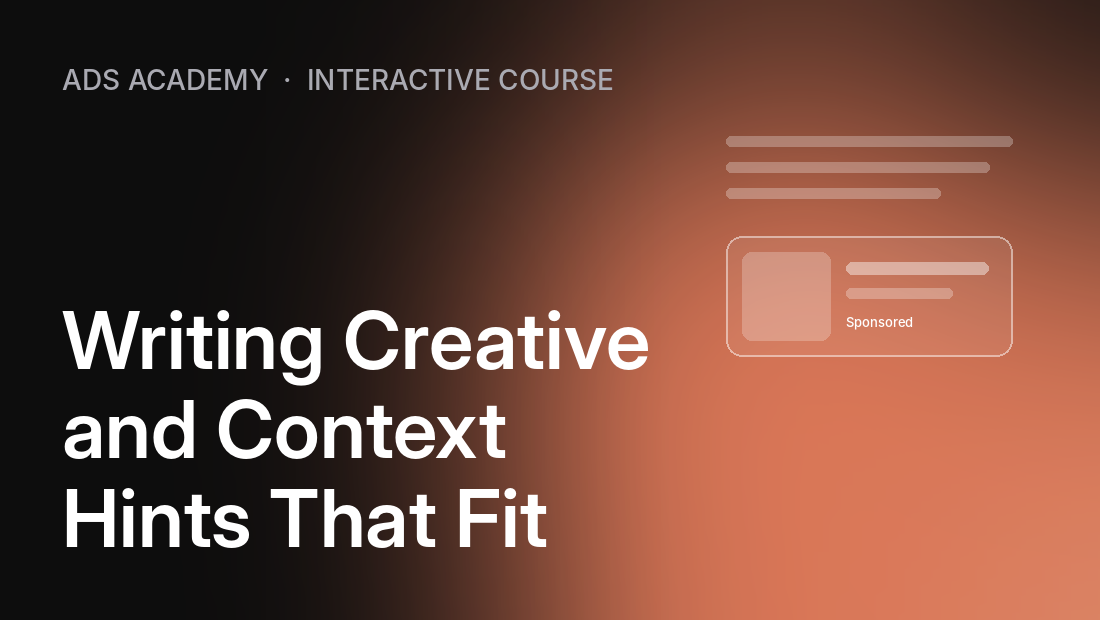 ADS ACADEMY · INTERACTIVE COURSE
Sponsored
Writing Creative
and Context
Hints That Fit